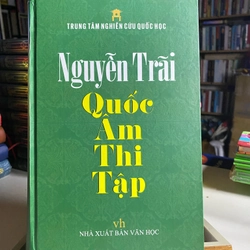 TRUNG TÂM NGHIÊN CỨU QUỐC HỌC
Nguyễn Trãi
Quốc
Âm
Thi
Tập
vh
NHÀ XUẤT BẢN VĂN HỌC